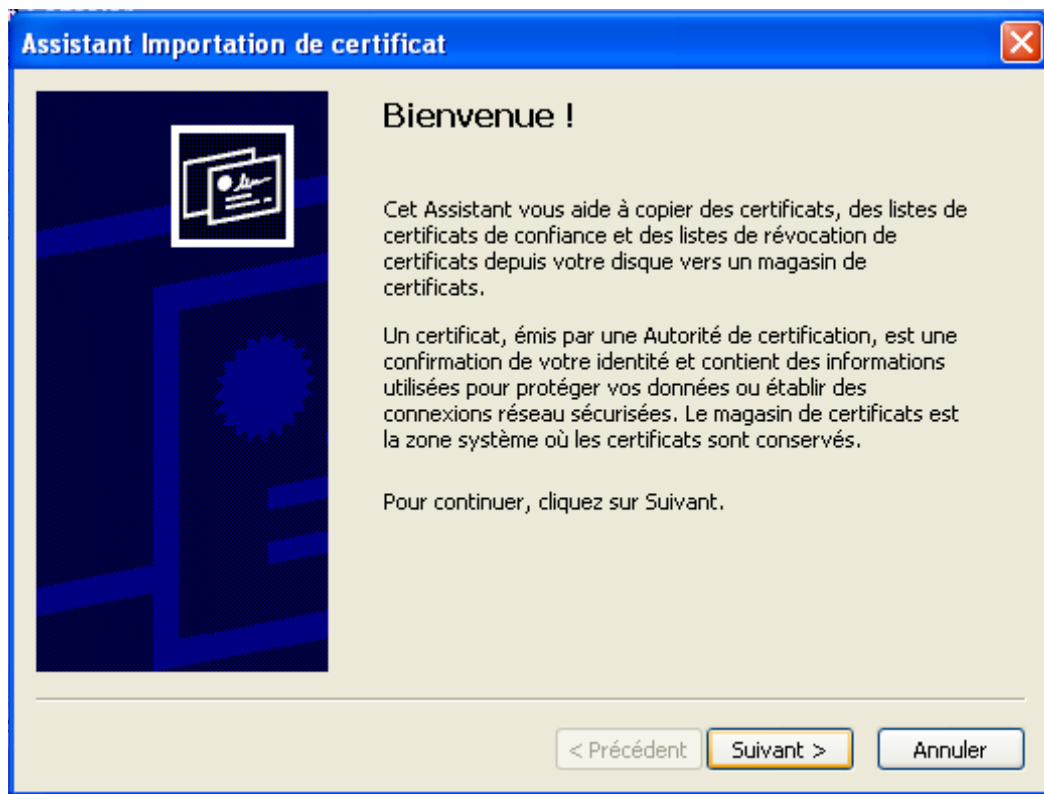 Assistant Importation de certificat
Bienvenue !
Cet Assistant vous aide à copier des certificats, des listes de
certificats de confiance et des listes de révocation de
certificats depuis votre disque vers un magasin de
certificats.
Un certificat, émis par une Autorité de certification, est une
confirmation de votre identité et contient des informations
utilisées pour protéger vos données ou établir des
connexions réseau sécurisées. Le magasin de certificats est
la zone système où les certificats sont conservés.
Pour continuer, cliquez sur Suivant.
< Précédent
Suivant >
Annuler